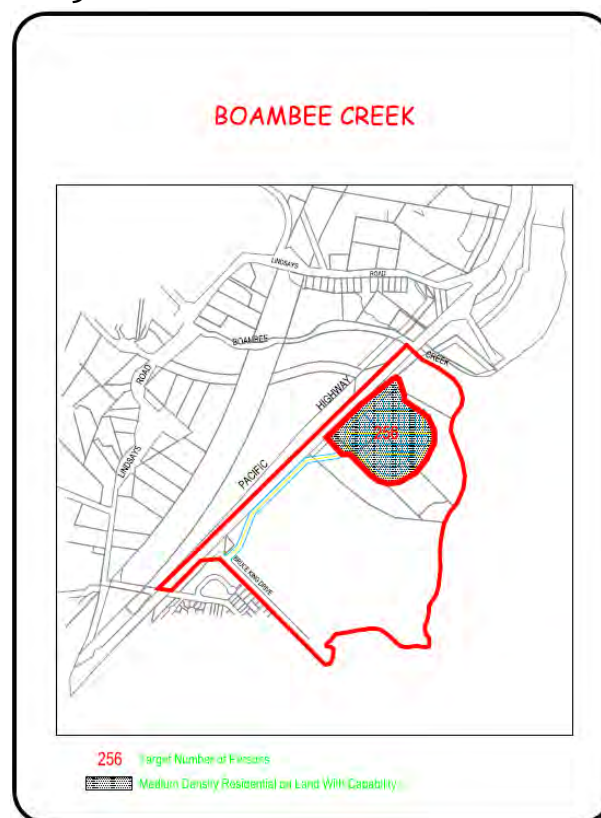 BOAMBEE CREEK
LINDSAYS
ROAD
BOAMBEE
CREEK
ROAD
HIGHWAY
256
LINDSAYS
PACIFIC
BRUCE KING DRIVE
256 Target Number of Persons
Medium Density Residential on Land With Capability